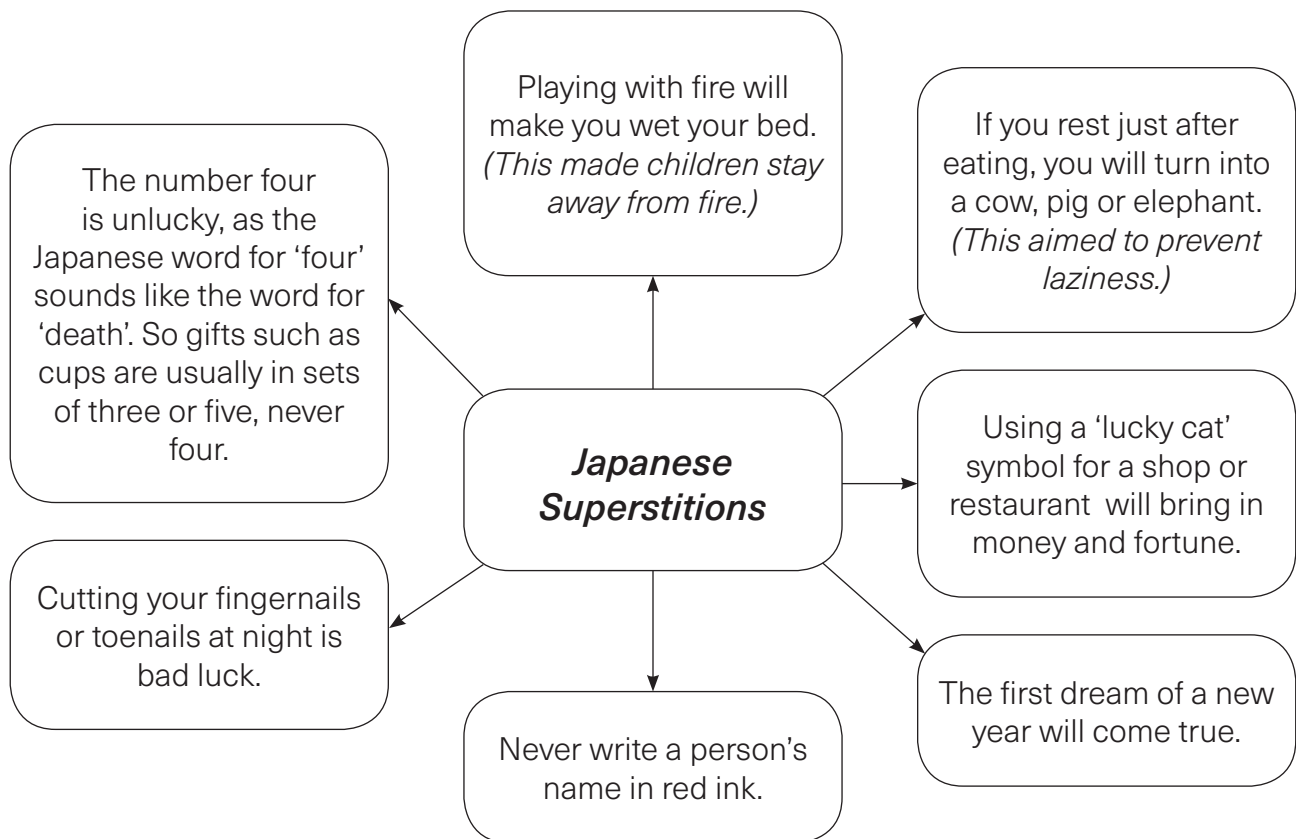 Playing with fire will
make you wet your bed.
(This made children stay
away from fire.)
If you rest just after
eating, you will turn into
a cow, pig or elephant.
(This aimed to prevent
laziness.)
The number four
is unlucky, as the
Japanese word for ‘four’
sounds like the word for
‘death’. So gifts such as
cups are usually in sets
of three or five, never
four.
Japanese
Superstitions
Using a ‘lucky cat’
symbol for a shop or
restaurant will bring in
money and fortune.
Cutting your fingernails
or toenails at night is
bad luck.
Never write a person’s
name in red ink.
The first dream of a new
year will come true.